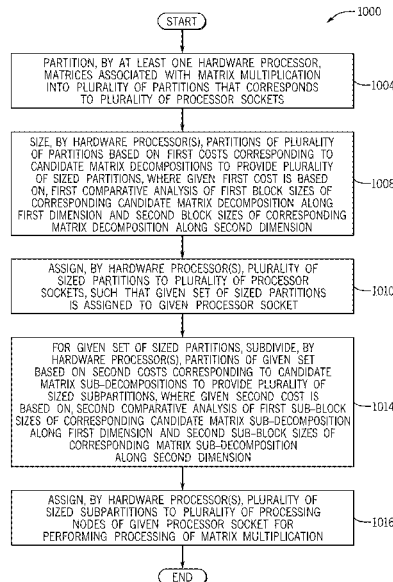 START
1000
PARTITION, BY AT LEAST ONE HARDWARE PROCESSOR,
MATRICES ASSOCIATED WITH MATRIX MULTIPLICATION
INTO PLURALITY OF PARTITIONS THAT CORRESPONDS
TO PLURALITY OF PROCESSOR SOCKETS
1004
SIZE, BY HARDWARE PROCESSOR(S), PARTITIONS OF PLURALITY
OF PARTITIONS BASED ON FIRST COSTS CORRESPONDING TO
CANDIDATE MATRIX DECOMPOSITIONS TO PROVIDE PLURALITY
OF SIZED PARTITIONS, WHERE GIVEN FIRST COST IS BASED
ON, FIRST COMPARATIVE ANALYSIS OF FIRST BLOCK SIZES OF
CORRESPONDING CANDIDATE MATRIX DECOMPOSITION ALONG
FIRST DIMENSION AND SECOND BLOCK SIZES OF CORRESPONDING
MATRIX DECOMPOSITION ALONG SECOND DIMENSION
1008
ASSIGN, BY HARDWARE PROCESSOR(S), PLURALITY OF
SIZED PARTITIONS TO PLURALITY OF PROCESSOR
SOCKETS, SUCH THAT GIVEN SET OF SIZED PARTITIONS
IS ASSIGNED TO GIVEN PROCESSOR SOCKET
1010
FOR GIVEN SET OF SIZED PARTITIONS, SUBDIVIDE, BY
HARDWARE PROCESSOR(S), PARTITIONS OF GIVEN SET
BASED ON SECOND COSTS CORRESPONDING TO CANDIDATE
MATRIX SUB-DECOMPOSITIONS TO PROVIDE PLURALITY OF
SIZED SUBPARTITIONS, WHERE GIVEN SECOND COST IS
BASED ON, SECOND COMPARATIVE ANALYSIS OF FIRST SUB-BLOCK
SIZES OF CORRESPONDING CANDIDATE MATRIX SUB-DECOMPOSITION
ALONG FIRST DIMENSION AND SECOND SUB-BLOCK SIZES OF
CORRESPONDING MATRIX SUB-DECOMPOSITION
ALONG SECOND DIMENSION
1014
ASSIGN, BY HARDWARE PROCESSOR(S), PLURALITY OF
SIZED SUBPARTITIONS TO PLURALITY OF PROCESSING
NODES OF GIVEN PROCESSOR SOCKET FOR
PERFORMING PROCESSING OF MATRIX MULTIPLICATION
1016
END